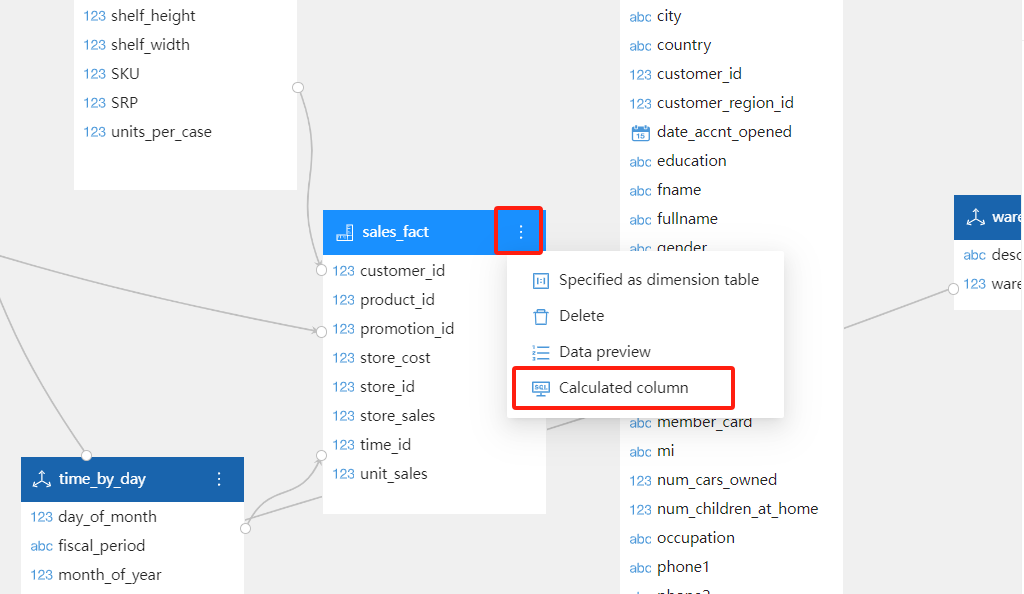 123 shelf_height
123 shelf_width
123 SKU
123 SRP
123 units_per_case
sales_fact
123 customer_id
123 product_id
123 promotion_id
123 store_cost
123 store_id
123 store_sales
123 time_id
123 unit_sales
Specified as dimension table
Delete
Data preview
SQL Calculated column
time_by_day
123 day_of_month
abc fiscal_period
123 month_of_year
abc city
abc country
123 customer_id
123 customer_region_id
15 date_accnt_opened
abc education
abc fname
abc fullname
abc gender
abc member_card
abc mi
123 num_cars_owned
123 num_children_at_home
abc occupation
abc phone1
abc phone2
ware
abc desc
123 ware